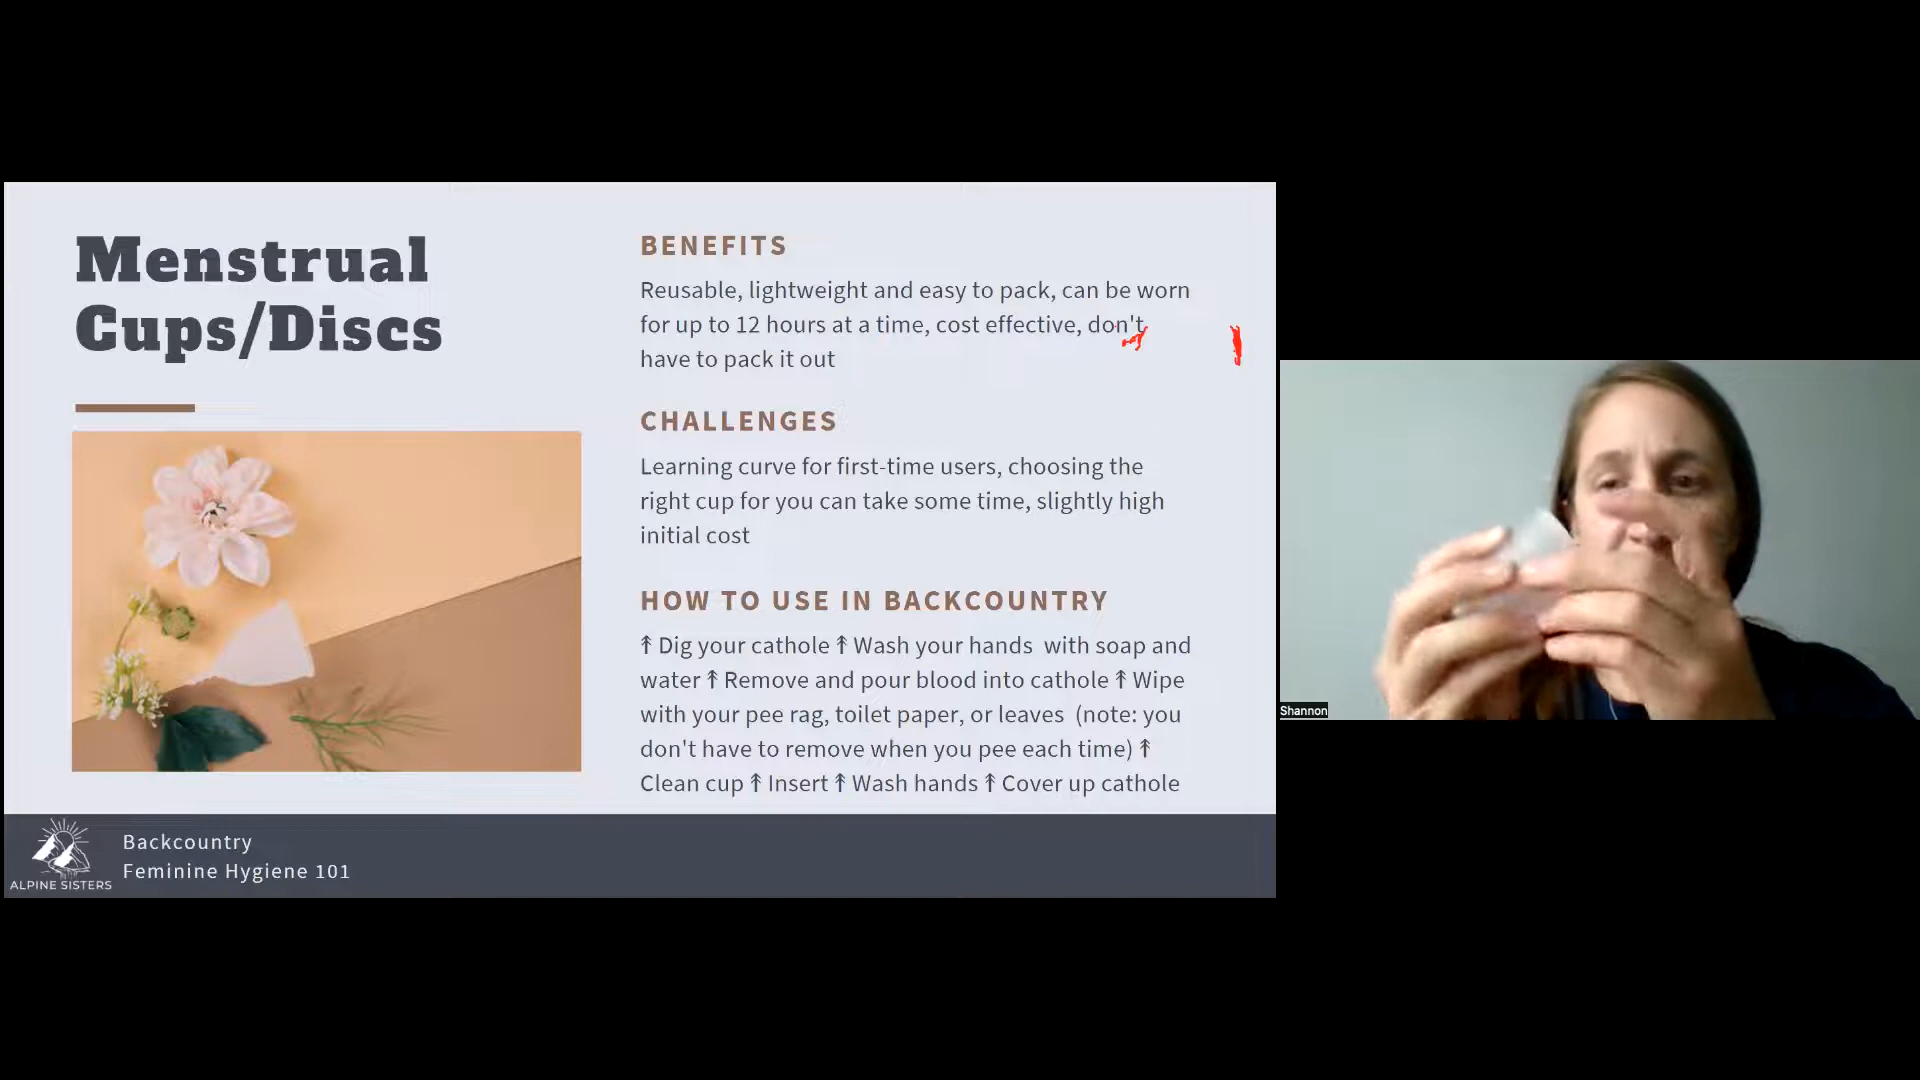 Menstrual
Cups/Discs
BENEFITS
Reusable, lightweight and easy to pack, can be worn
for up to 12 hours at a time, cost effective, don't
have to pack it out
CHALLENGES
Learning curve for first-time users, choosing the
right cup for you can take some time, slightly high
initial cost
HOW TO USE IN BACKCOUNTRY
↟ Dig your cathole ↟ Wash your hands with soap and
water ↟ Remove and pour blood into cathole ↟ Wipe
with your pee rag, toilet paper, or leaves (note: you
don't have to remove when you pee each time) ↟
Clean cup ↟ Insert ↟ Wash hands ↟ Cover up cathole
ALPINE SISTERS
Backcountry
Feminine Hygiene 101
Shannon